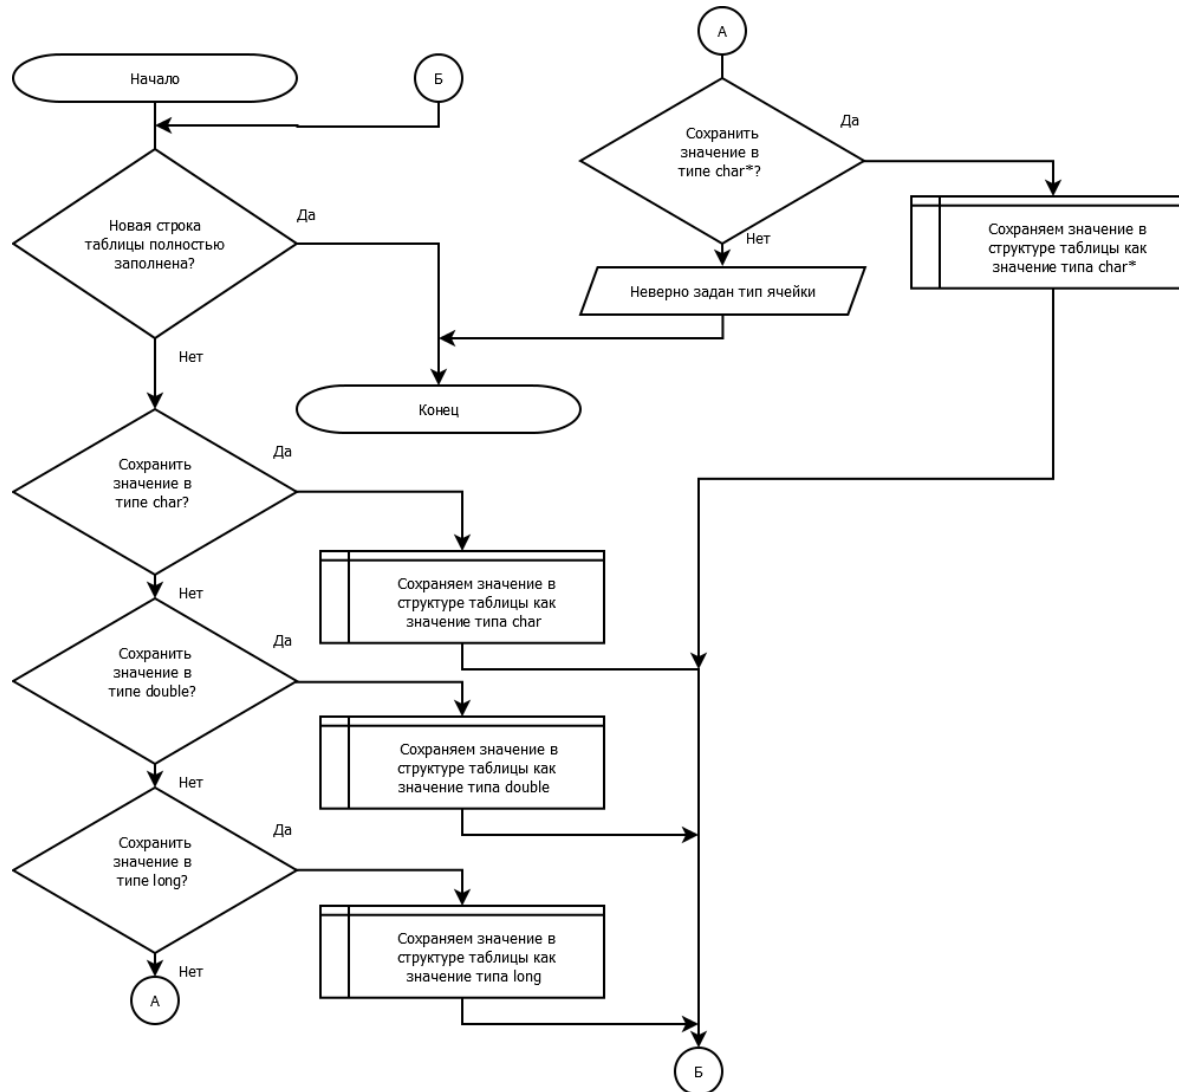 Начало
Б
Новая строка
таблицы полностью
заполнена?
Да
Нет
Конец
Сохранить
значение в
типе char?
Да
Сохраняем значение в
структуре таблицы как
значение типа char
Нет
Сохранить
значение в
типе double?
Да
Сохраняем значение в
структуре таблицы как
значение типа double
Нет
Сохранить
значение в
типе long?
Да
Сохраняем значение в
структуре таблицы как
значение типа long
Нет
А
Б
А
Сохранить
значение в
типе char*?
Да
Сохраняем значение в
структуре таблицы как
значение типа char*
Нет
Неверно задан тип ячейки